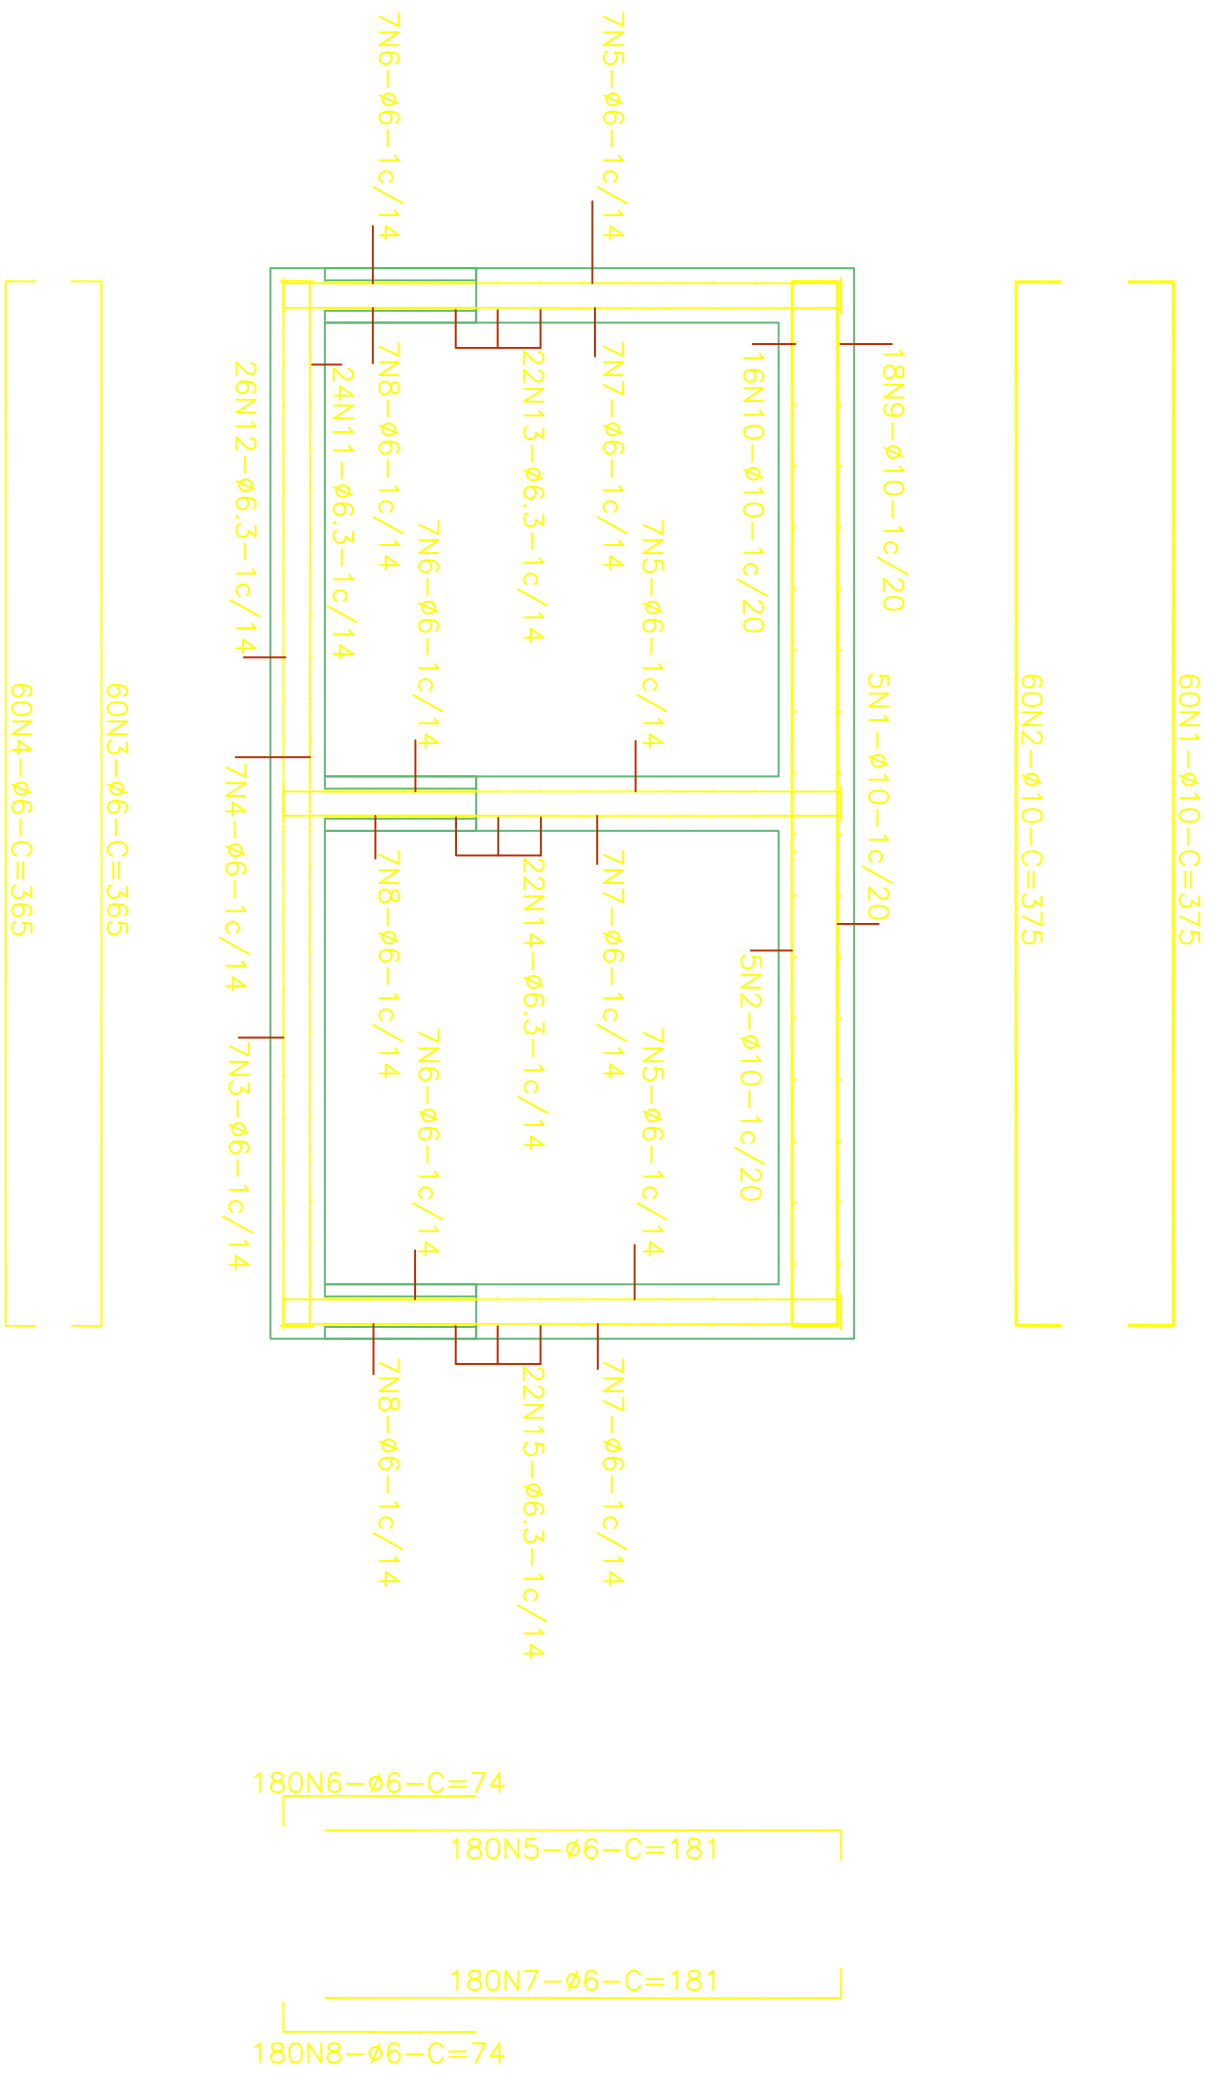 7N6-ø6-1c/14
7N5-ø6-1c/14
18N9-ø10-1c/20
16N10-ø10-1c/20
7N7-ø6-1c/14
22N13-ø6.3-1c/14
7N8-ø6-1c/14
24N11-ø6.3-1c/14
26N12-ø6.3-1c/14
7N6-ø6-1c/14
7N5-ø6-1c/14
60N1-ø10-C=375
60N2-ø10-C=375
5N1-ø10-1c/20
60N3-ø6-C=365
60N4-ø6-C=365
7N4-ø6-1c/14
7N8-ø6-1c/14
22N14-ø6.3-1c/14
7N7-ø6-1c/14
5N2-ø10-1c/20
7N3-ø6-1c/14
7N6-ø6-1c/14
7N5-ø6-1c/14
7N8-ø6-1c/14
22N15-ø6.3-1c/14
7N7-ø6-1c/14
180N6-ø6-C=74
180N5-ø6-C=181
180N7-ø6-C=181
180N8-ø6-C=74